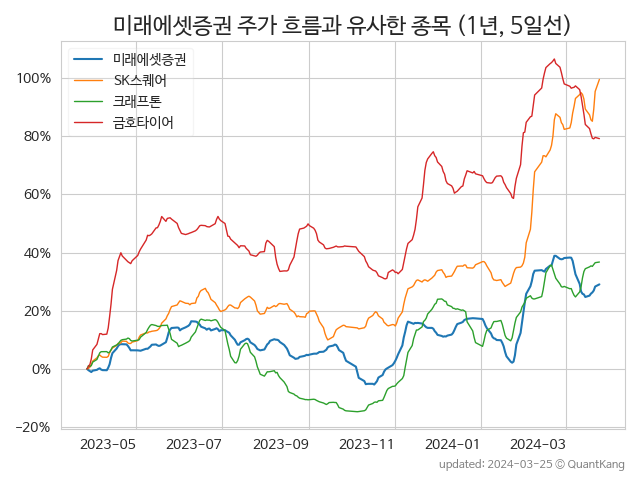 미래에셋증권 주가 흐름과 유사한 종목 (1년, 5일선)
미래에셋증권
SK스퀘어
크래프톤
금호타이어
100%
80%
60%
40%
20%
0%
−20%
2023-05 2023-07 2023-09 2023-11 2024-01 2024-03
updated: 2024-03-25 © QuantKang